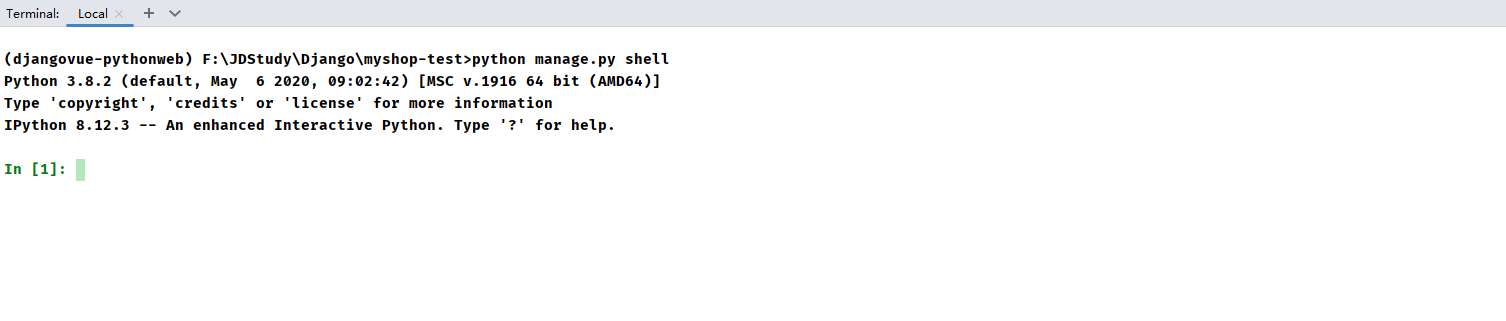 Terminal: Local × +
(djangovue-pythonweb) F:\JDStudy\Django\myshop-test>python manage.py shell
Python 3.8.2 (default, May  6 2020, 09:02:42) [MSC v.1916 64 bit (AMD64)]
Type 'copyright', 'credits' or 'license' for more information
IPython 8.12.3 -- An enhanced Interactive Python. Type '?' for help.
In [1]: